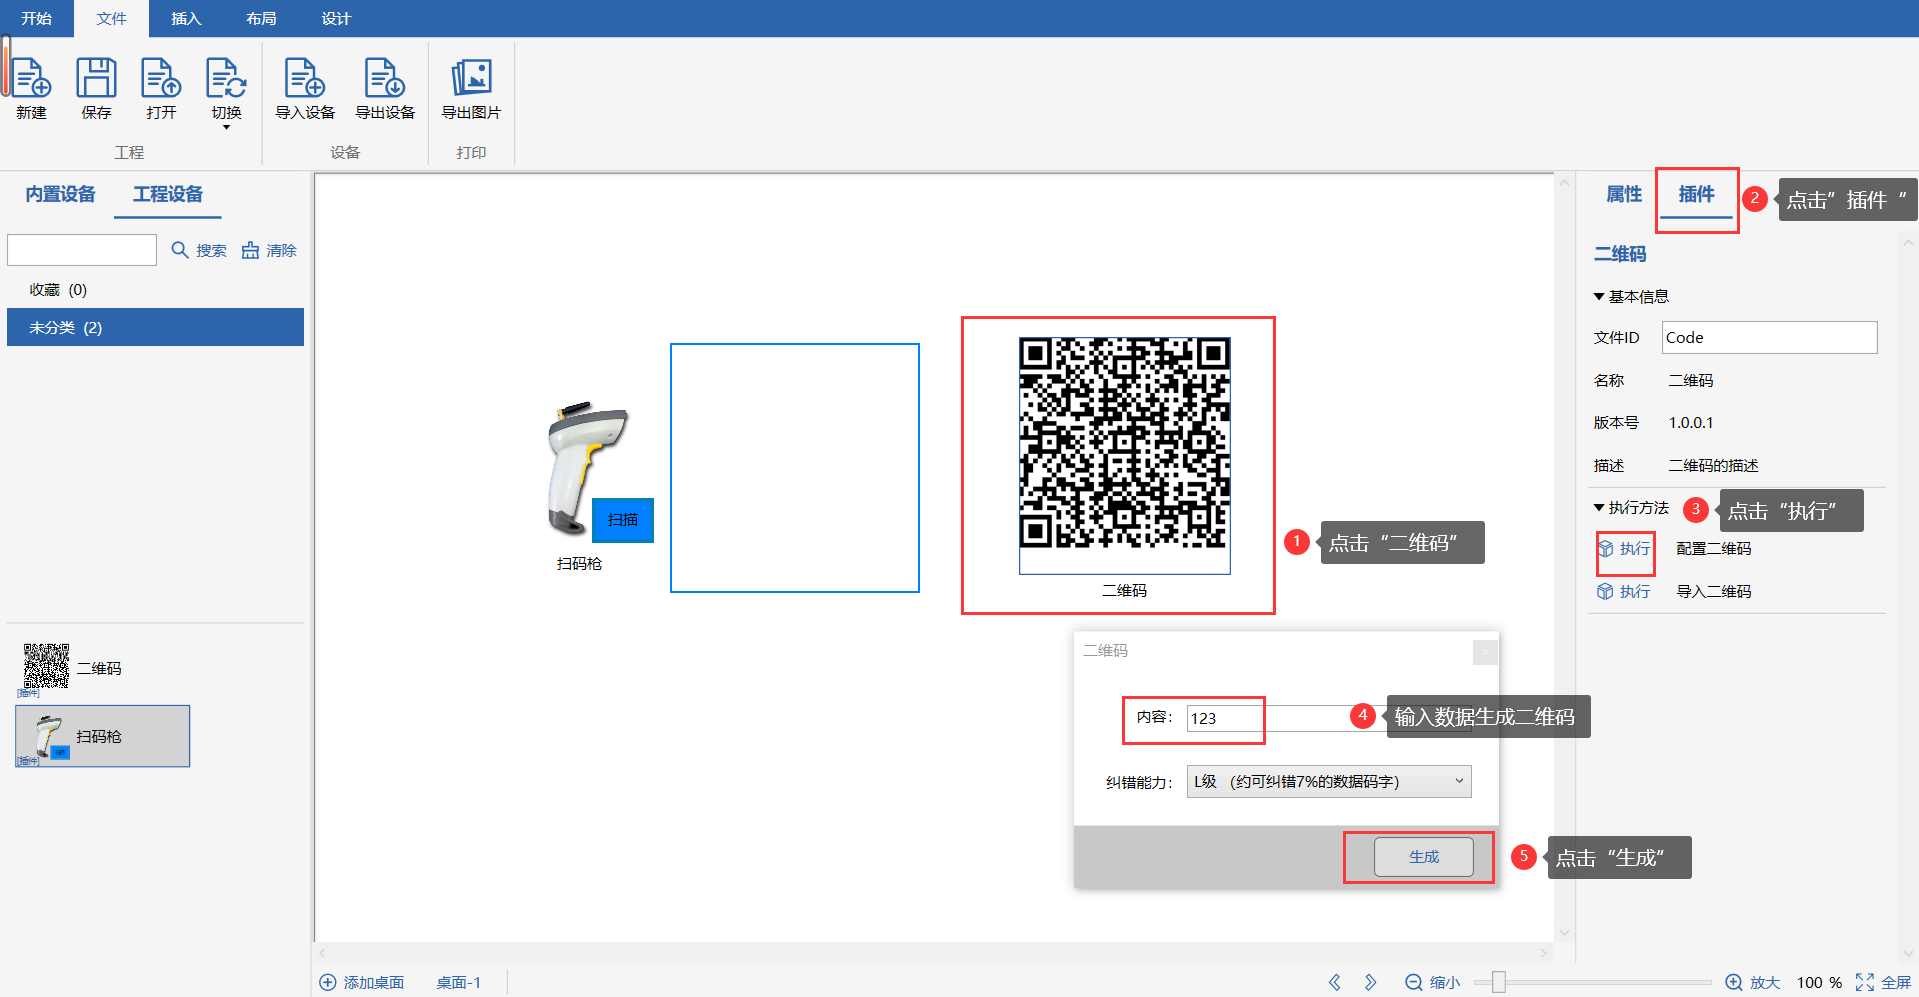 开始 文件 插入 布局 设计
新建 保存 打开 切换 导入设备 导出设备 导出图片
工程 设备 打印
内置设备 工程设备
搜索 清除
收藏 (0)
未分类 (2)
二维码
[插件]
扫码枪
[插件]
扫描
扫码枪
二维码
1 点击“二维码”
属性 插件
2 点击”插件“
二维码
基本信息
文件ID Code
名称 二维码
版本号 1.0.0.1
描述 二维码的描述
执行方法
3 点击“执行”
执行 配置二维码
执行 导入二维码
二维码
内容： 123
4 输入数据生成二维码
纠错能力： L级 （约可纠错7%的数据码字）
生成
5 点击“生成”
添加桌面 桌面-1
缩小 放大 100 % 全屏